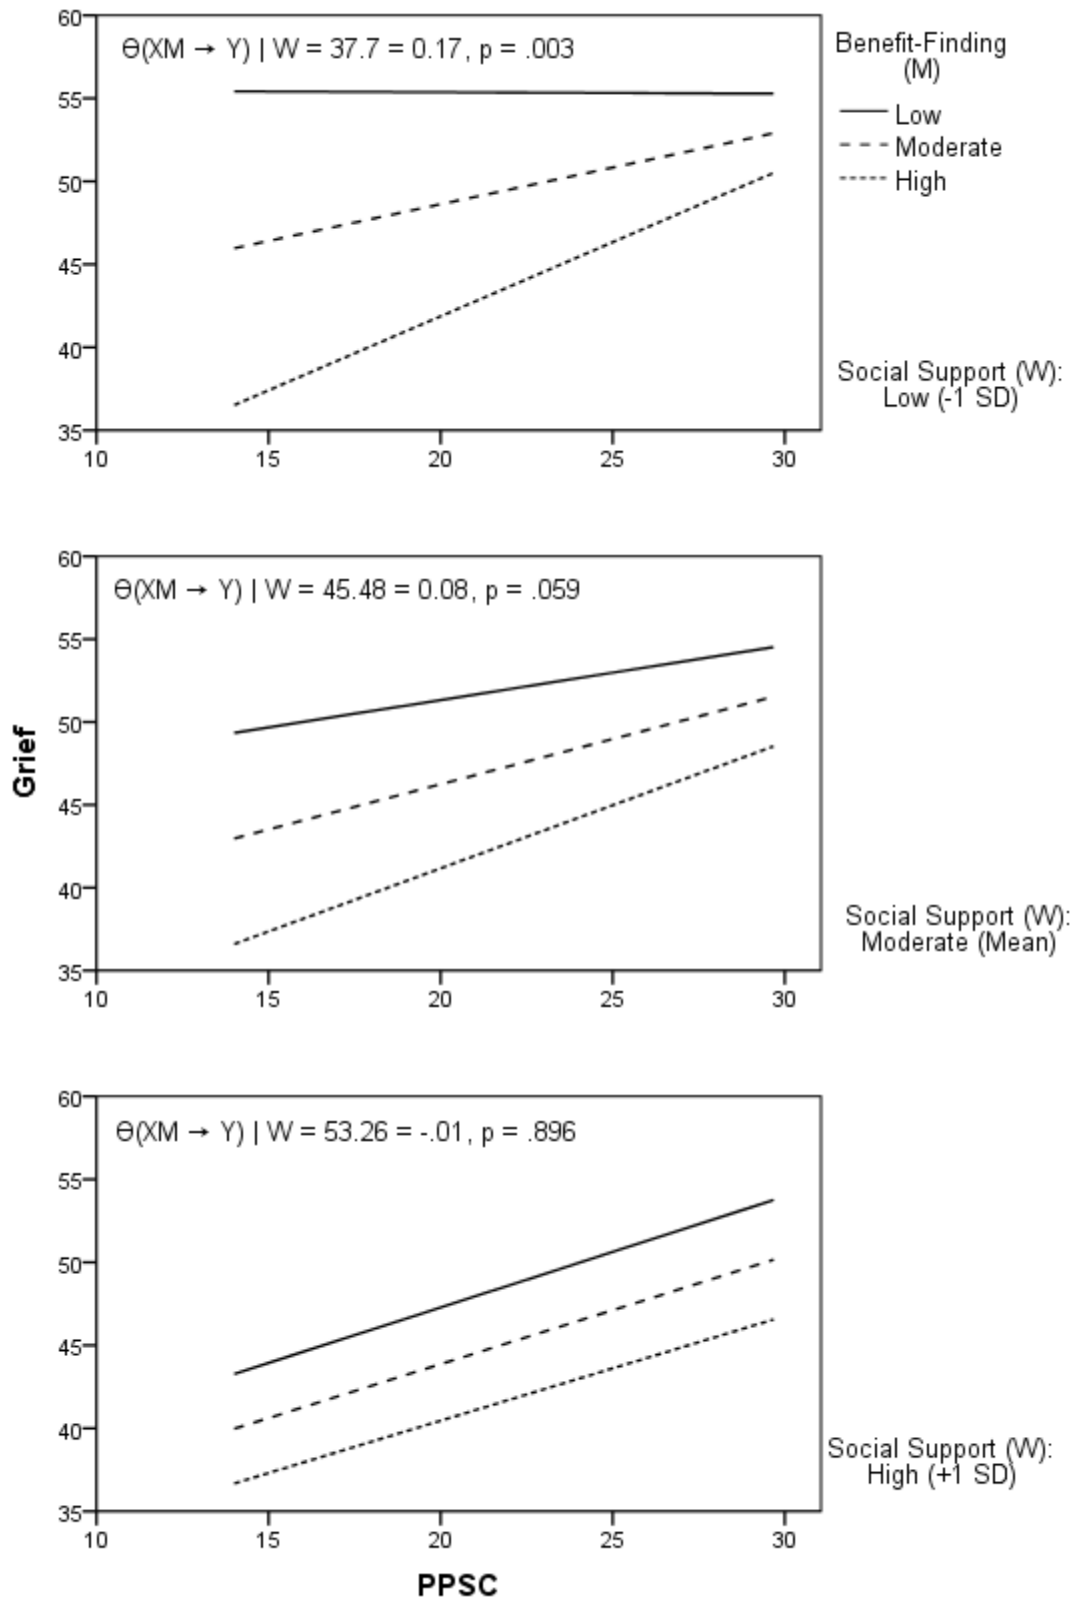 60
55
50
45
40
35
10
15
20
25
30
Ө(XM → Y) | W = 37.7 = 0.17, p = .003
Benefit-Finding
(M)
Low
Moderate
High
Social Support (W):
Low (-1 SD)
60
55
50
45
40
35
10
15
20
25
30
Ө(XM → Y) | W = 45.48 = 0.08, p = .059
Grief
Social Support (W):
Moderate (Mean)
60
55
50
45
40
35
10
15
20
25
30
Ө(XM → Y) | W = 53.26 = -.01, p = .896
Social Support (W):
High (+1 SD)
PPSC